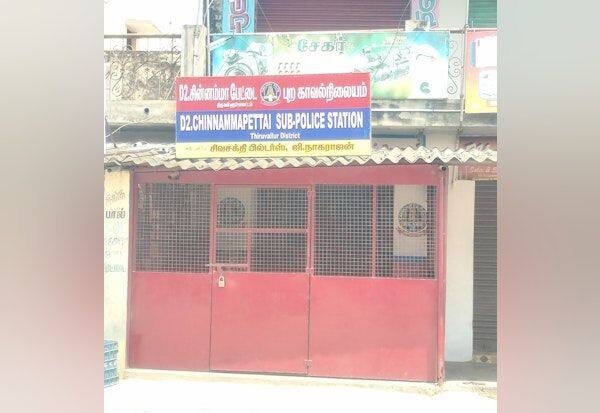 சேகர்
D2.சின்னம்மா பேட்டை புற காவல்நிலையம்
D2.CHINNAMMAPETTAI SUB-POLICE STATION
Thiruvallur District
சிவசக்தி பில்டர்ஸ், ஜி.நாகராஜன்
பால்